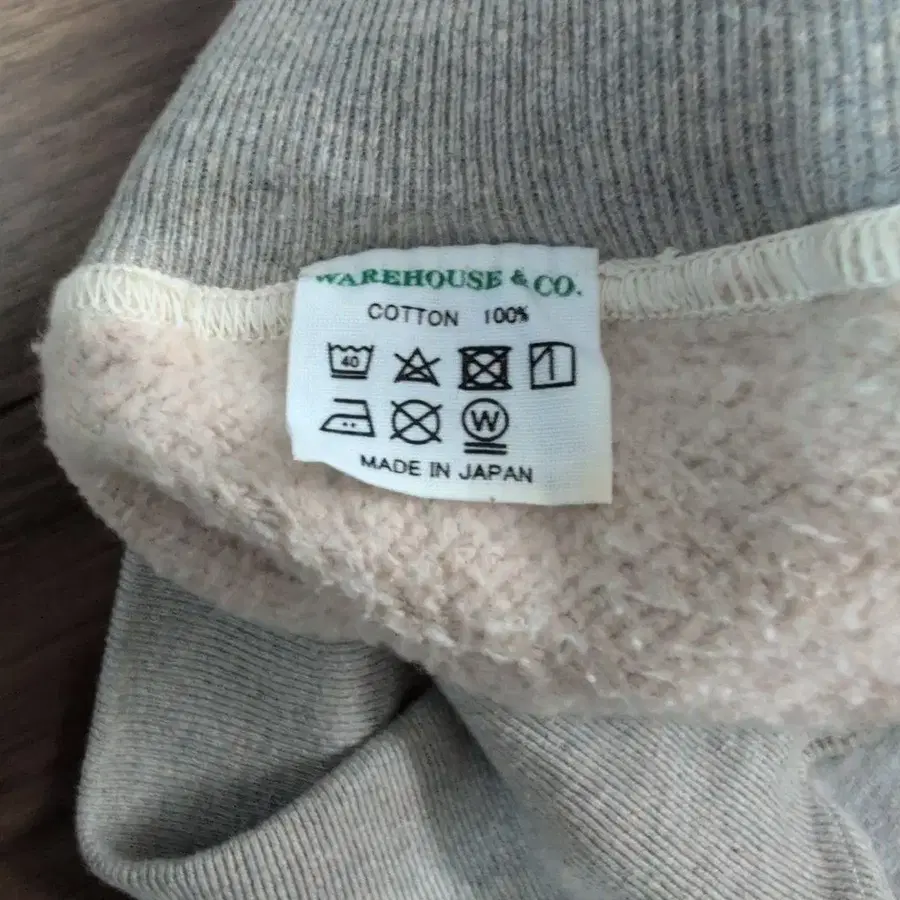 WAREHOUSE & CO.
COTTON 100%
40
W
MADE IN JAPAN